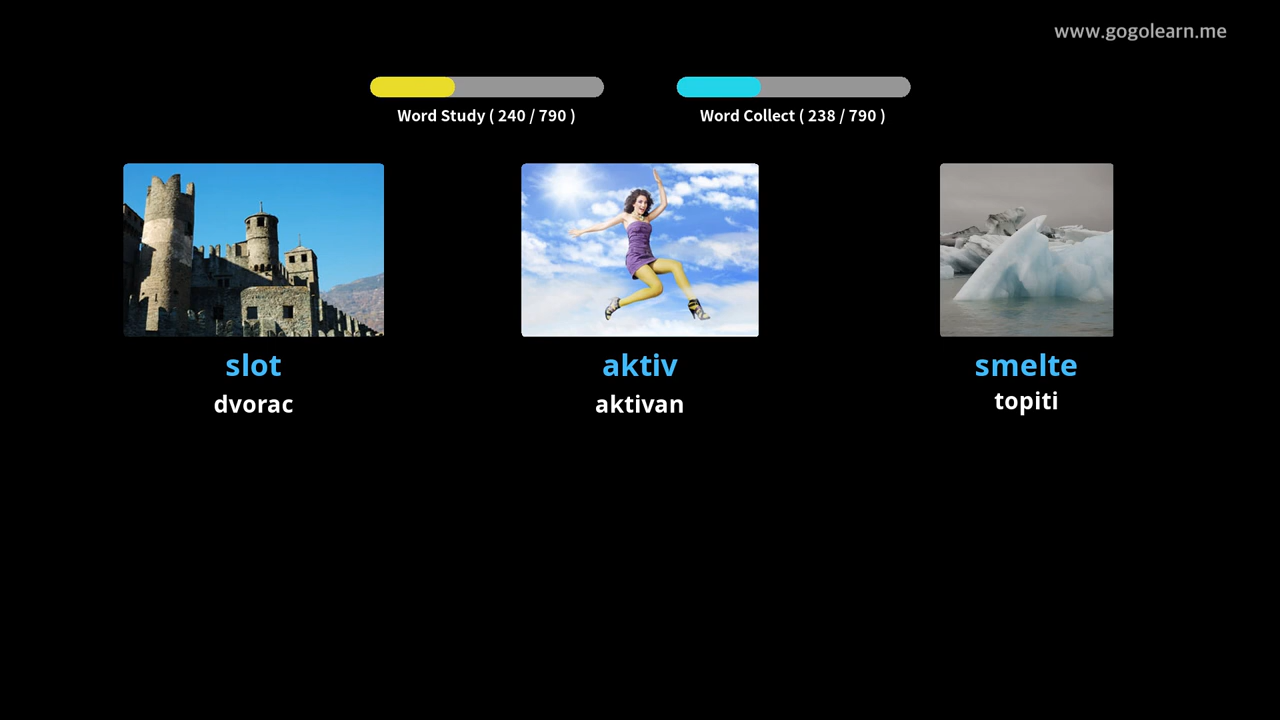 www.gogolearn.me
Word Study ( 240 / 790 )
Word Collect ( 238 / 790 )
slot
dvorac
aktiv
aktivan
smelte
topiti